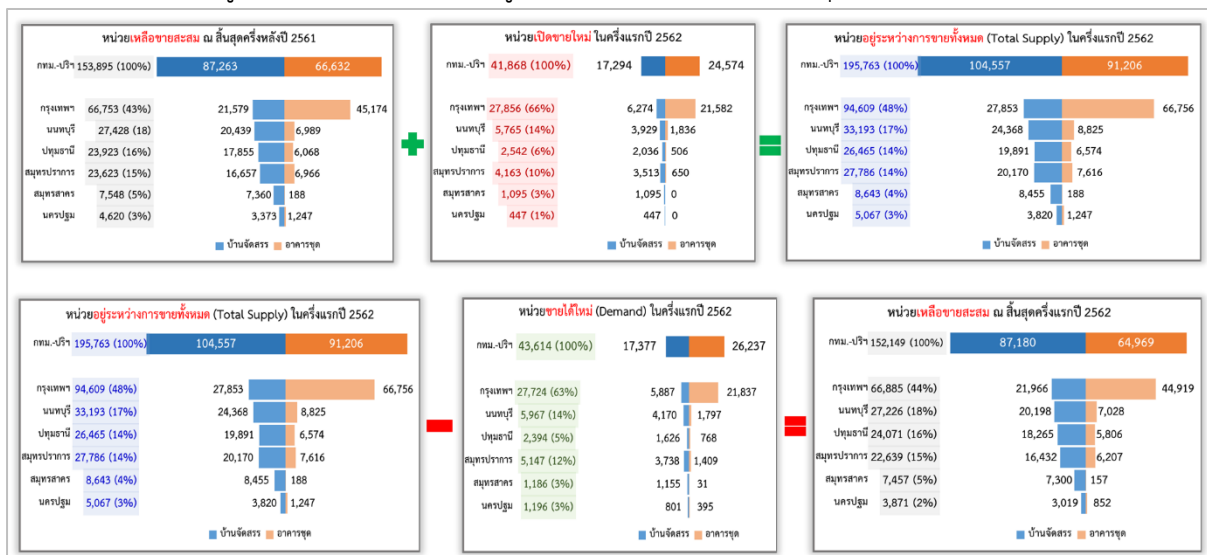 หน่วยเหลือขายสะสม ณ สิ้นสุดครึ่งหลังปี 2561
กทม.-ปริฯ 153,895 (100%) 87,263 66,632
กรุงเทพฯ 66,753 (43%) 21,579 45,174
นนทบุรี 27,428 (18) 20,439 6,989
ปทุมธานี 23,923 (16%) 17,855 6,068
สมุทรปราการ 23,623 (15%) 16,657 6,966
สมุทรสาคร 7,548 (5%) 7,360 188
นครปฐม 4,620 (3%) 3,373 1,247
บ้านจัดสรร อาคารชุด
หน่วยเปิดขายใหม่ ในครึ่งแรกปี 2562
กทม.-ปริฯ 41,868 (100%) 17,294 24,574
กรุงเทพฯ 27,856 (66%) 6,274 21,582
นนทบุรี 5,765 (14%) 3,929 1,836
ปทุมธานี 2,542 (6%) 2,036 506
สมุทรปราการ 4,163 (10%) 3,513 650
สมุทรสาคร 1,095 (3%) 1,095 0
นครปฐม 447 (1%) 447 0
บ้านจัดสรร อาคารชุด
หน่วยอยู่ระหว่างการขายทั้งหมด (Total Supply) ในครึ่งแรกปี 2562
กทม.-ปริฯ 195,763 (100%) 104,557 91,206
กรุงเทพฯ 94,609 (48%) 27,853 66,756
นนทบุรี 33,193 (17%) 24,368 8,825
ปทุมธานี 26,465 (14%) 19,891 6,574
สมุทรปราการ 27,786 (14%) 20,170 7,616
สมุทรสาคร 8,643 (4%) 8,455 188
นครปฐม 5,067 (3%) 3,820 1,247
บ้านจัดสรร อาคารชุด
หน่วยอยู่ระหว่างการขายทั้งหมด (Total Supply) ในครึ่งแรกปี 2562
กทม.-ปริฯ 195,763 (100%) 104,557 91,206
กรุงเทพฯ 94,609 (48%) 27,853 66,756
นนทบุรี 33,193 (17%) 24,368 8,825
ปทุมธานี 26,465 (14%) 19,891 6,574
สมุทรปราการ 27,786 (14%) 20,170 7,616
สมุทรสาคร 8,643 (4%) 8,455 188
นครปฐม 5,067 (3%) 3,820 1,247
บ้านจัดสรร อาคารชุด
หน่วยขายได้ใหม่ (Demand) ในครึ่งแรกปี 2562
กทม.-ปริฯ 43,614 (100%) 17,377 26,237
กรุงเทพฯ 27,724 (63%) 5,887 21,837
นนทบุรี 5,967 (14%) 4,170 1,797
ปทุมธานี 2,394 (5%) 1,626 768
สมุทรปราการ 5,147 (12%) 3,738 1,409
สมุทรสาคร 1,186 (3%) 1,155 31
นครปฐม 1,196 (3%) 801 395
บ้านจัดสรร อาคารชุด
หน่วยเหลือขายสะสม ณ สิ้นสุดครึ่งแรกปี 2562
กทม.-ปริฯ 152,149 (100%) 87,180 64,969
กรุงเทพฯ 66,885 (44%) 21,966 44,919
นนทบุรี 27,226 (18%) 20,198 7,028
ปทุมธานี 24,071 (16%) 18,265 5,806
สมุทรปราการ 22,639 (15%) 16,432 6,207
สมุทรสาคร 7,457 (5%) 7,300 157
นครปฐม 3,871 (2%) 3,019 852
บ้านจัดสรร อาคารชุด